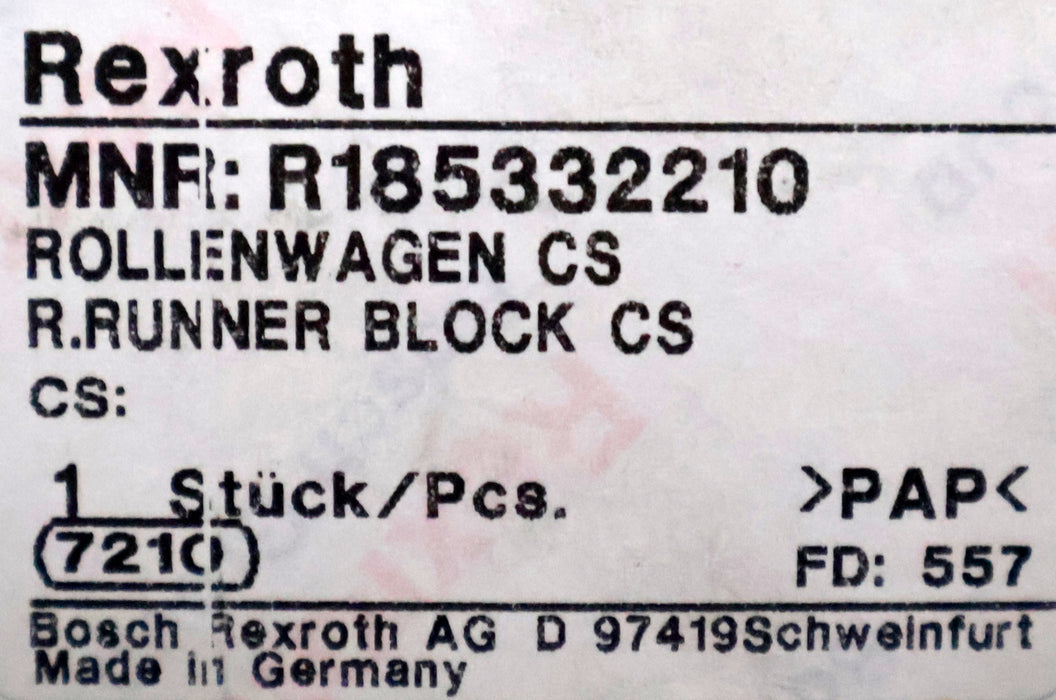 Rexroth
MNR: R185332210
ROLLENWAGEN CS
R.RUNNER BLOCK CS
CS:
1 Stück/Pcs. >PAP<
7210 FD: 557
Bosch Rexroth AG D 97419Schweinfurt
Made in Germany